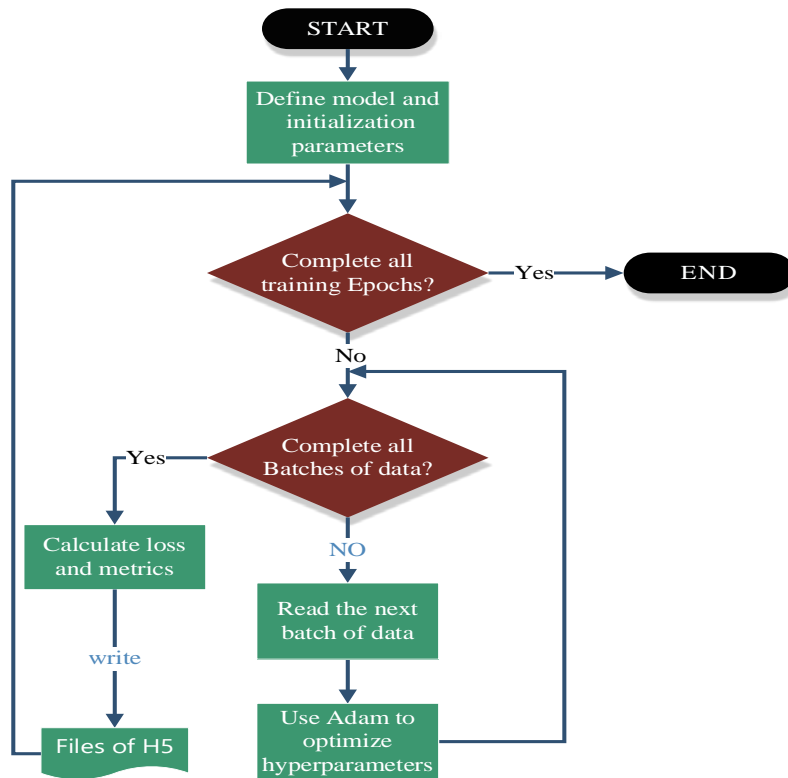 START
Define model and
initialization
parameters
Complete all
training Epochs?
Yes
END
No
Complete all
Batches of data?
Yes
Calculate loss
and metrics
NO
Read the next
batch of data
write
Use Adam to
optimize
hyperparameters
Files of H5